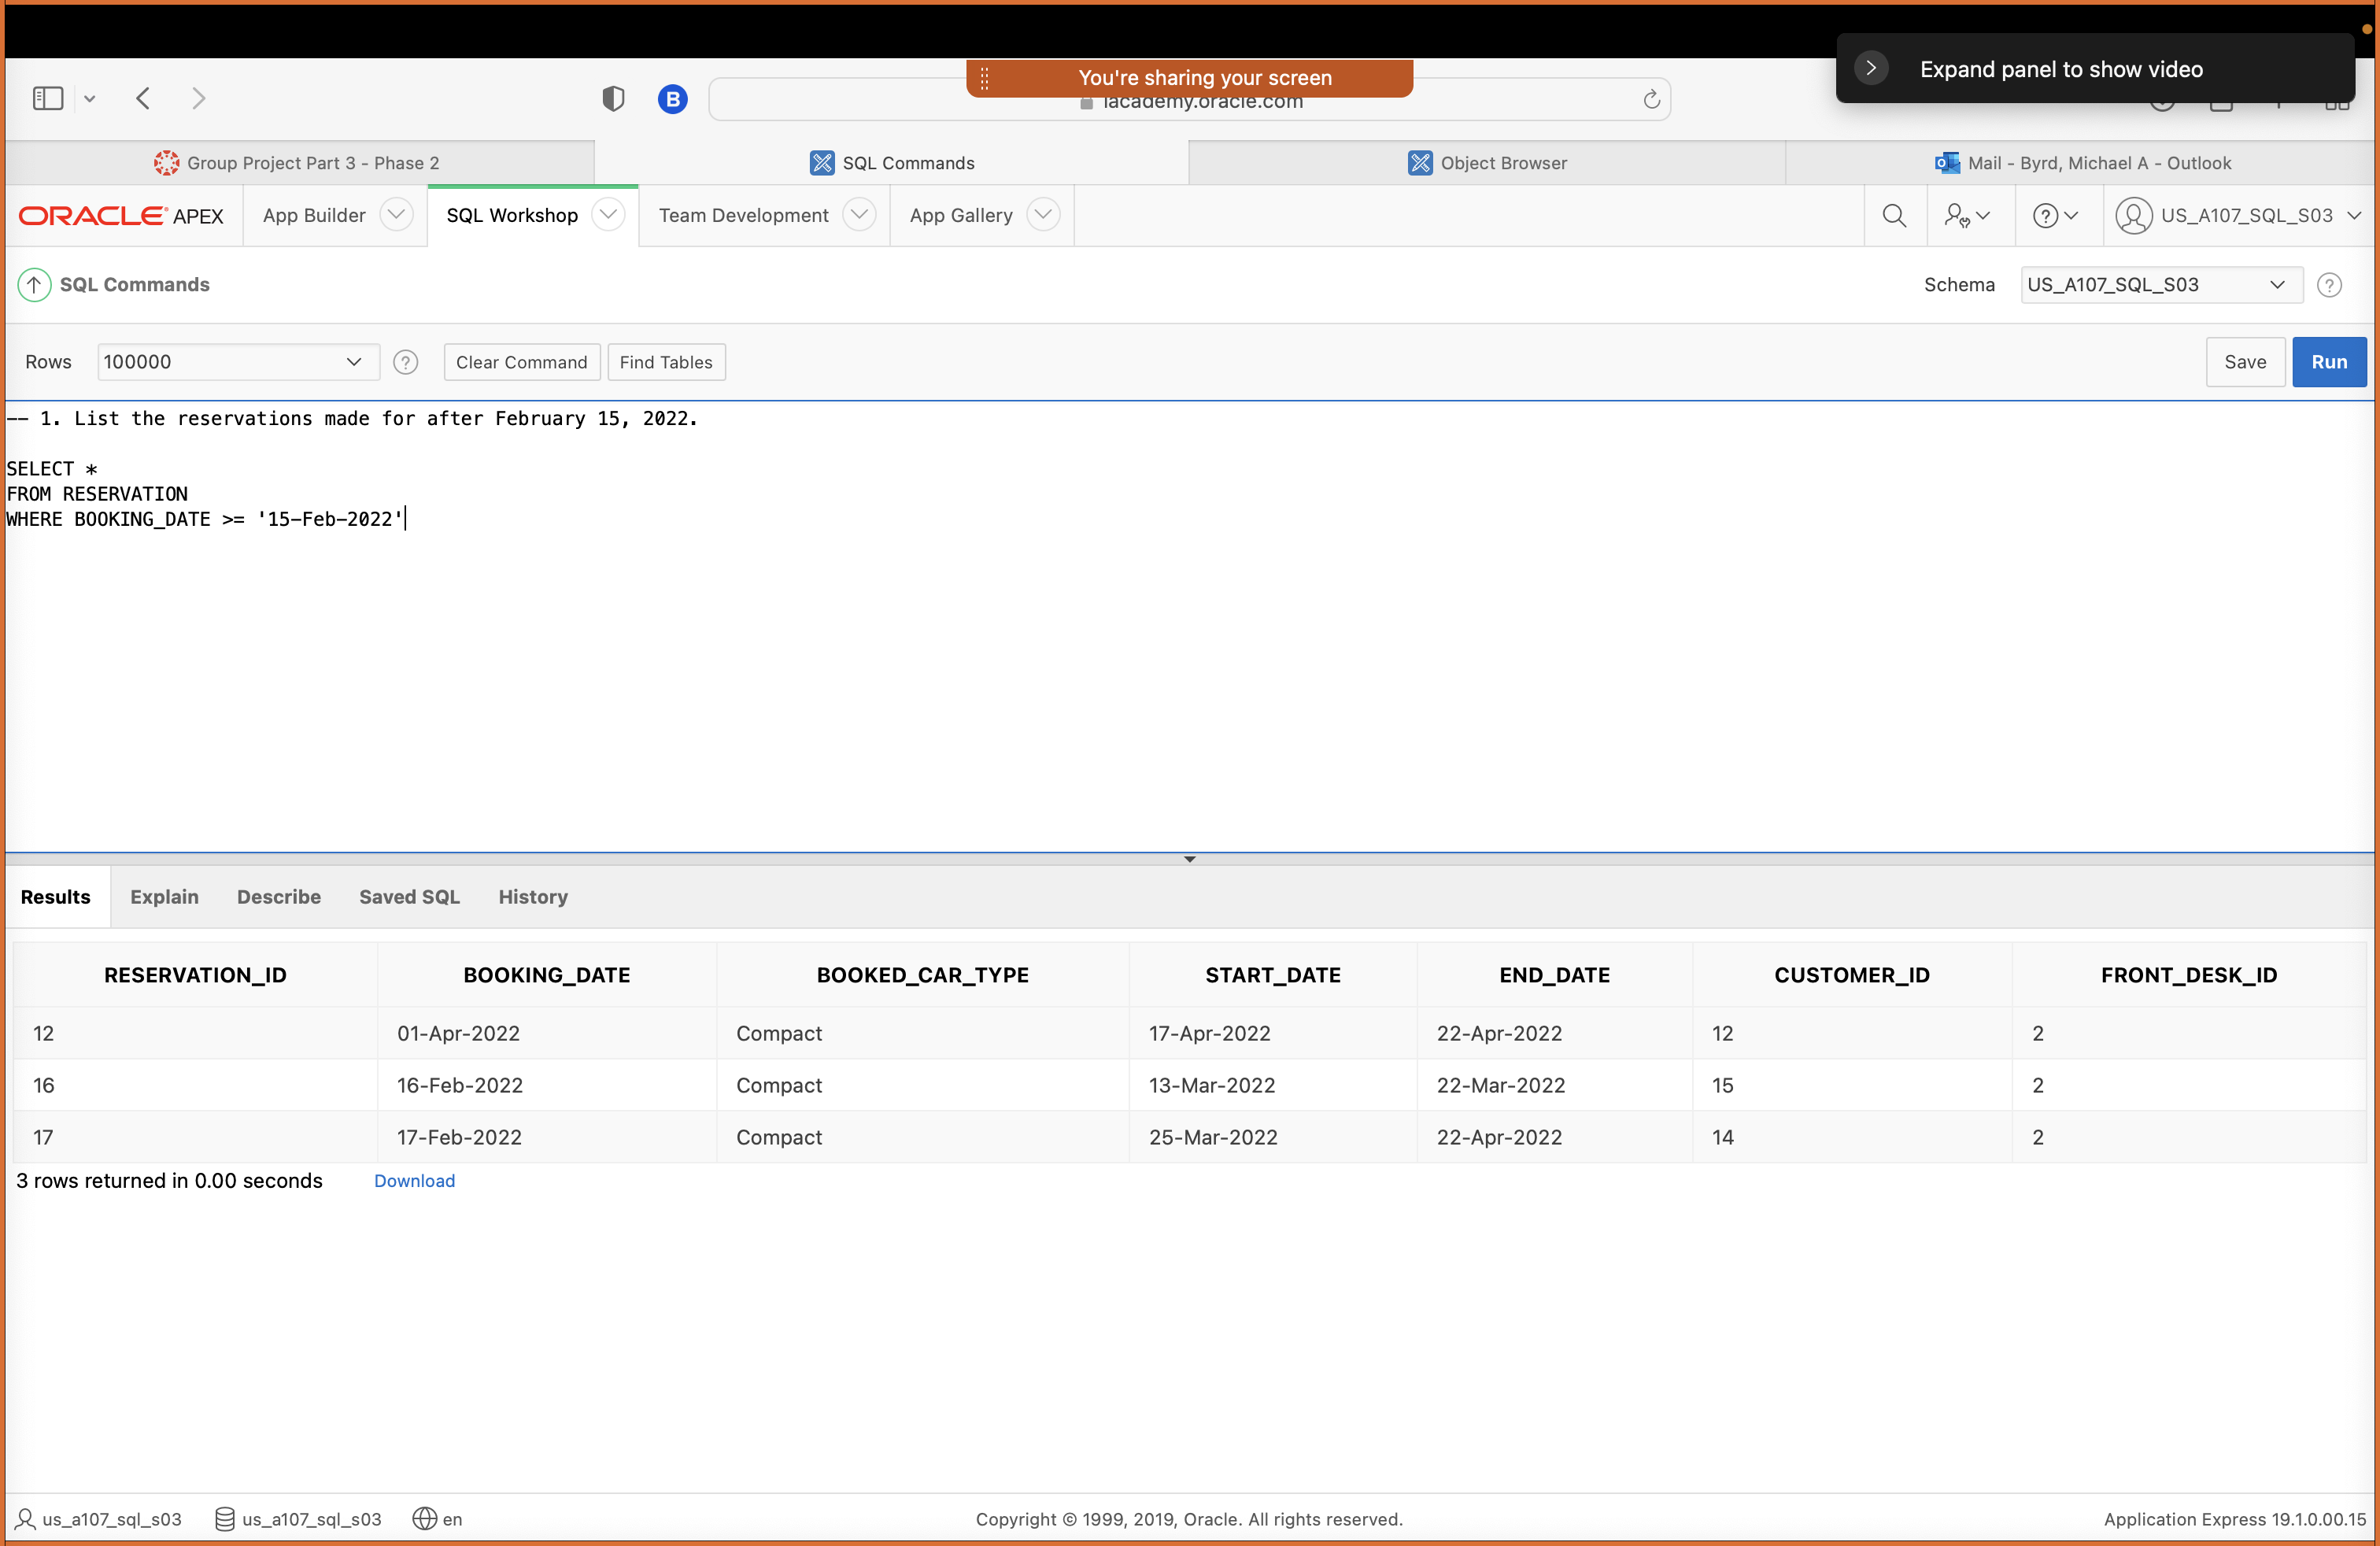 You're sharing your screen
Expand panel to show video
B
iacademy.oracle.com
Group Project Part 3 - Phase 2
SQL Commands
Object Browser
Mail - Byrd, Michael A - Outlook
ORACLE APEX
App Builder
SQL Workshop
Team Development
App Gallery
US_A107_SQL_S03
SQL Commands
Schema
US_A107_SQL_S03
Rows
100000
Clear Command
Find Tables
Save
Run
-- 1. List the reservations made for after February 15, 2022.
SELECT *
FROM RESERVATION
WHERE BOOKING_DATE >= '15-Feb-2022'
Results Explain Describe Saved SQL History
RESERVATION_ID BOOKING_DATE BOOKED_CAR_TYPE START_DATE END_DATE CUSTOMER_ID FRONT_DESK_ID
12 01-Apr-2022 Compact 17-Apr-2022 22-Apr-2022 12 2
16 16-Feb-2022 Compact 13-Mar-2022 22-Mar-2022 15 2
17 17-Feb-2022 Compact 25-Mar-2022 22-Apr-2022 14 2
3 rows returned in 0.00 seconds Download
us_a107_sql_s03 us_a107_sql_s03 en
Copyright © 1999, 2019, Oracle. All rights reserved.
Application Express 19.1.0.00.15